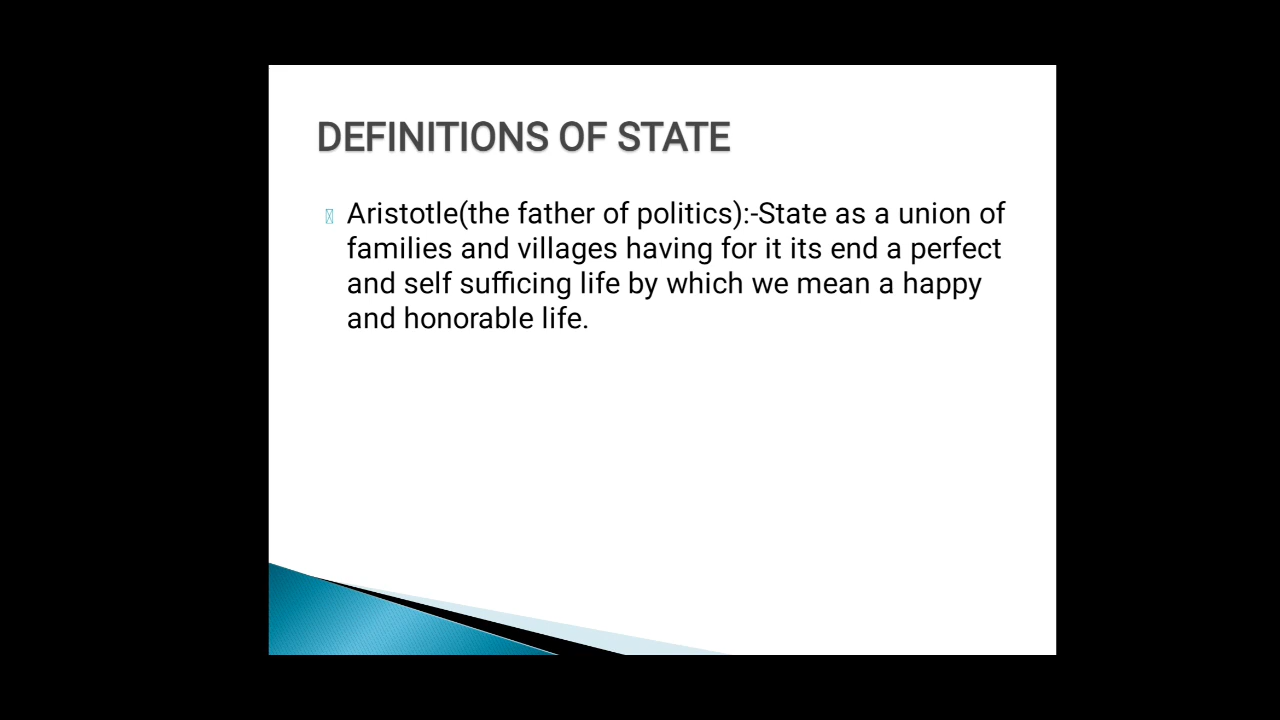 DEFINITIONS OF STATE
Aristotle(the father of politics):-State as a union of
families and villages having for it its end a perfect
and self sufficing life by which we mean a happy
and honorable life.